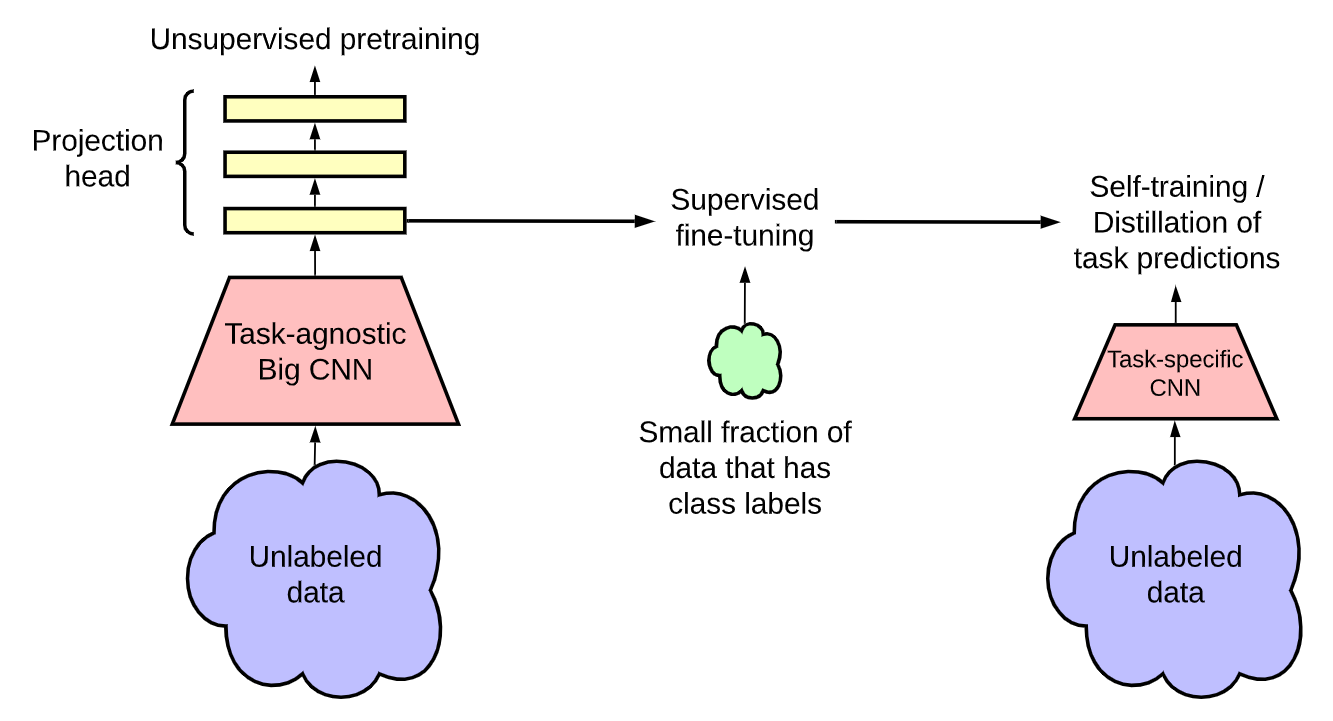 Unsupervised pretraining
Projection
head
Task-agnostic
Big CNN
Unlabeled
data
Supervised
fine-tuning
Small fraction of
data that has
class labels
Self-training /
Distillation of
task predictions
Task-specific
CNN
Unlabeled
data